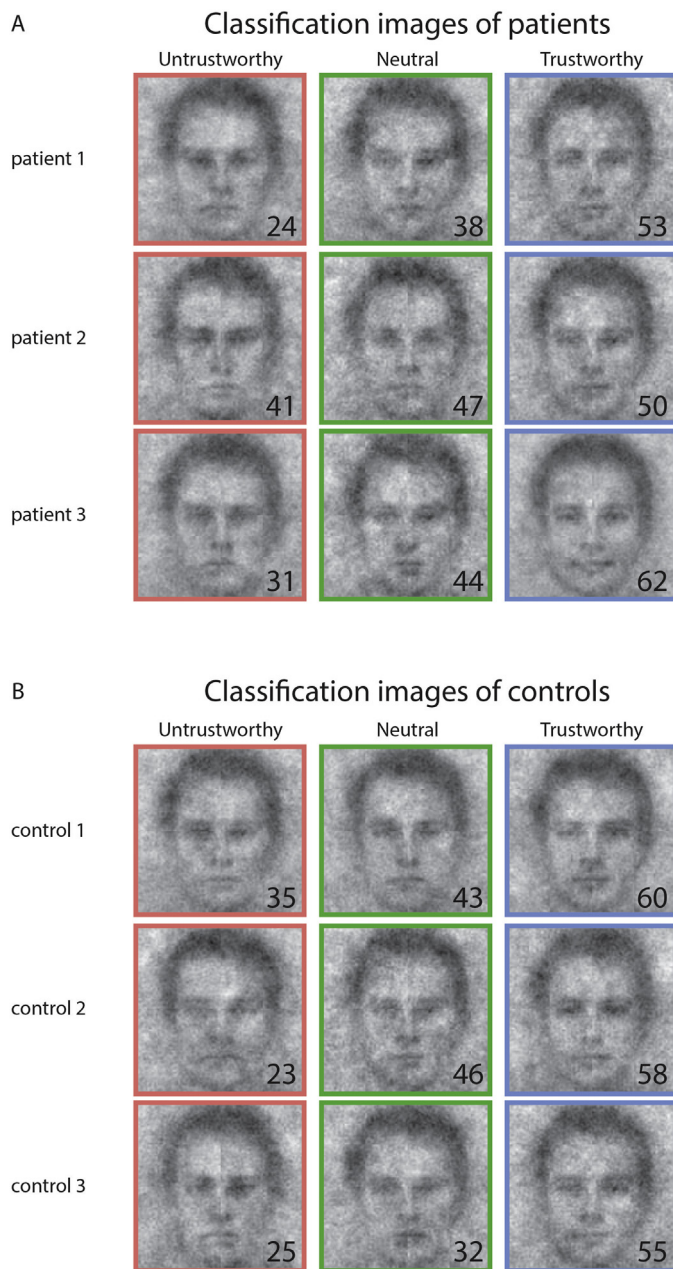 A Classification images of patients
Untrustworthy Neutral Trustworthy
patient 1 24 38 53
patient 2 41 47 50
patient 3 31 44 62
B Classification images of controls
Untrustworthy Neutral Trustworthy
control 1 35 43 60
control 2 23 46 58
control 3 25 32 55